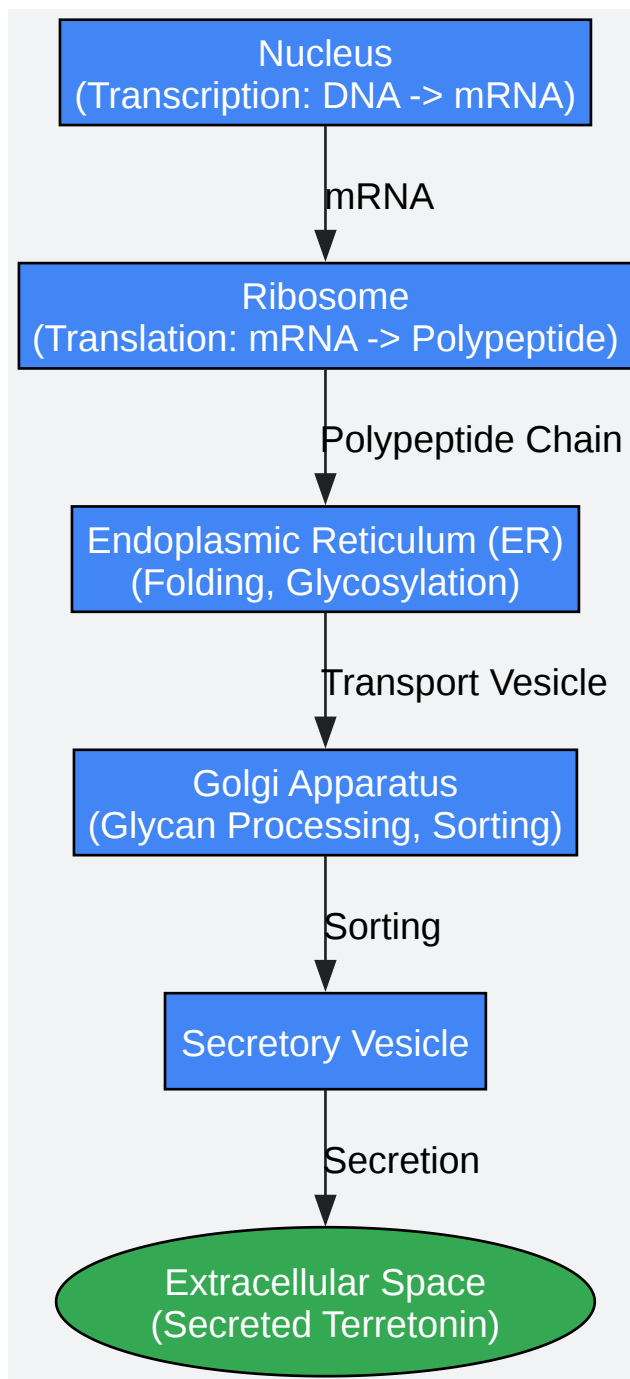 Nucleus
(Transcription: DNA -> mRNA)
mRNA
Ribosome
(Translation: mRNA -> Polypeptide)
Polypeptide Chain
Endoplasmic Reticulum (ER)
(Folding, Glycosylation)
Transport Vesicle
Golgi Apparatus
(Glycan Processing, Sorting)
Sorting
Secretory Vesicle
Secretion
Extracellular Space
(Secreted Terretonin)